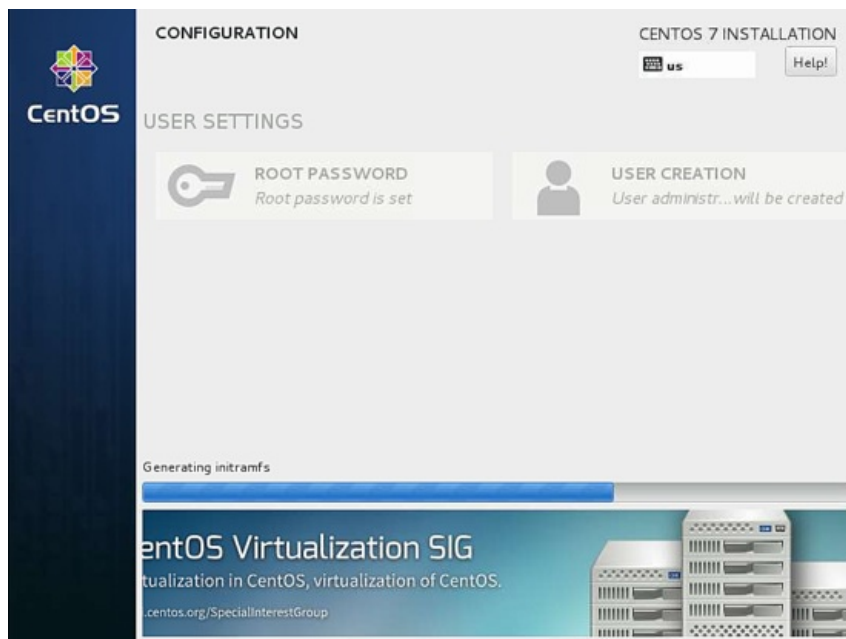 CONFIGURATION
CENTOS 7 INSTALLATION
us
Help!
CentOS
USER SETTINGS
ROOT PASSWORD
Root password is set
USER CREATION
User administr...will be created
Generating initramfs
entOS Virtualization SIG
tualization in CentOS, virtualization of CentOS.
.centos.org/SpecialInterestGroup